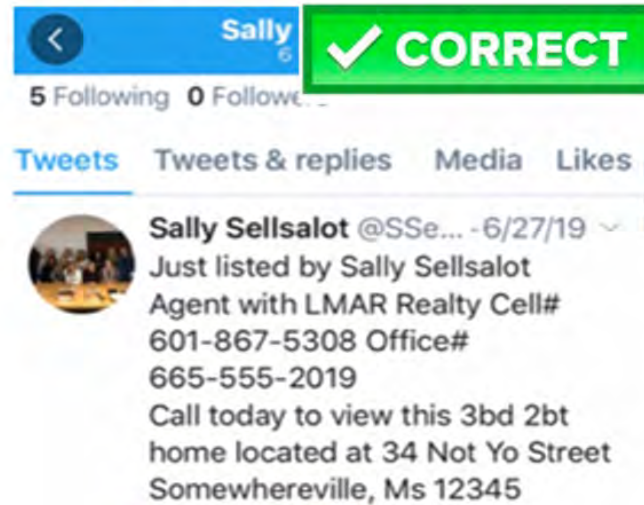 Sally
6
CORRECT
5 Following 0 Followers
Tweets Tweets & replies Media Likes
Sally Sellsalot @SSe... -6/27/19
Just listed by Sally Sellsalot
Agent with LMAR Realty Cell#
601-867-5308 Office#
665-555-2019
Call today to view this 3bd 2bt
home located at 34 Not Yo Street
Somewhereville, Ms 12345